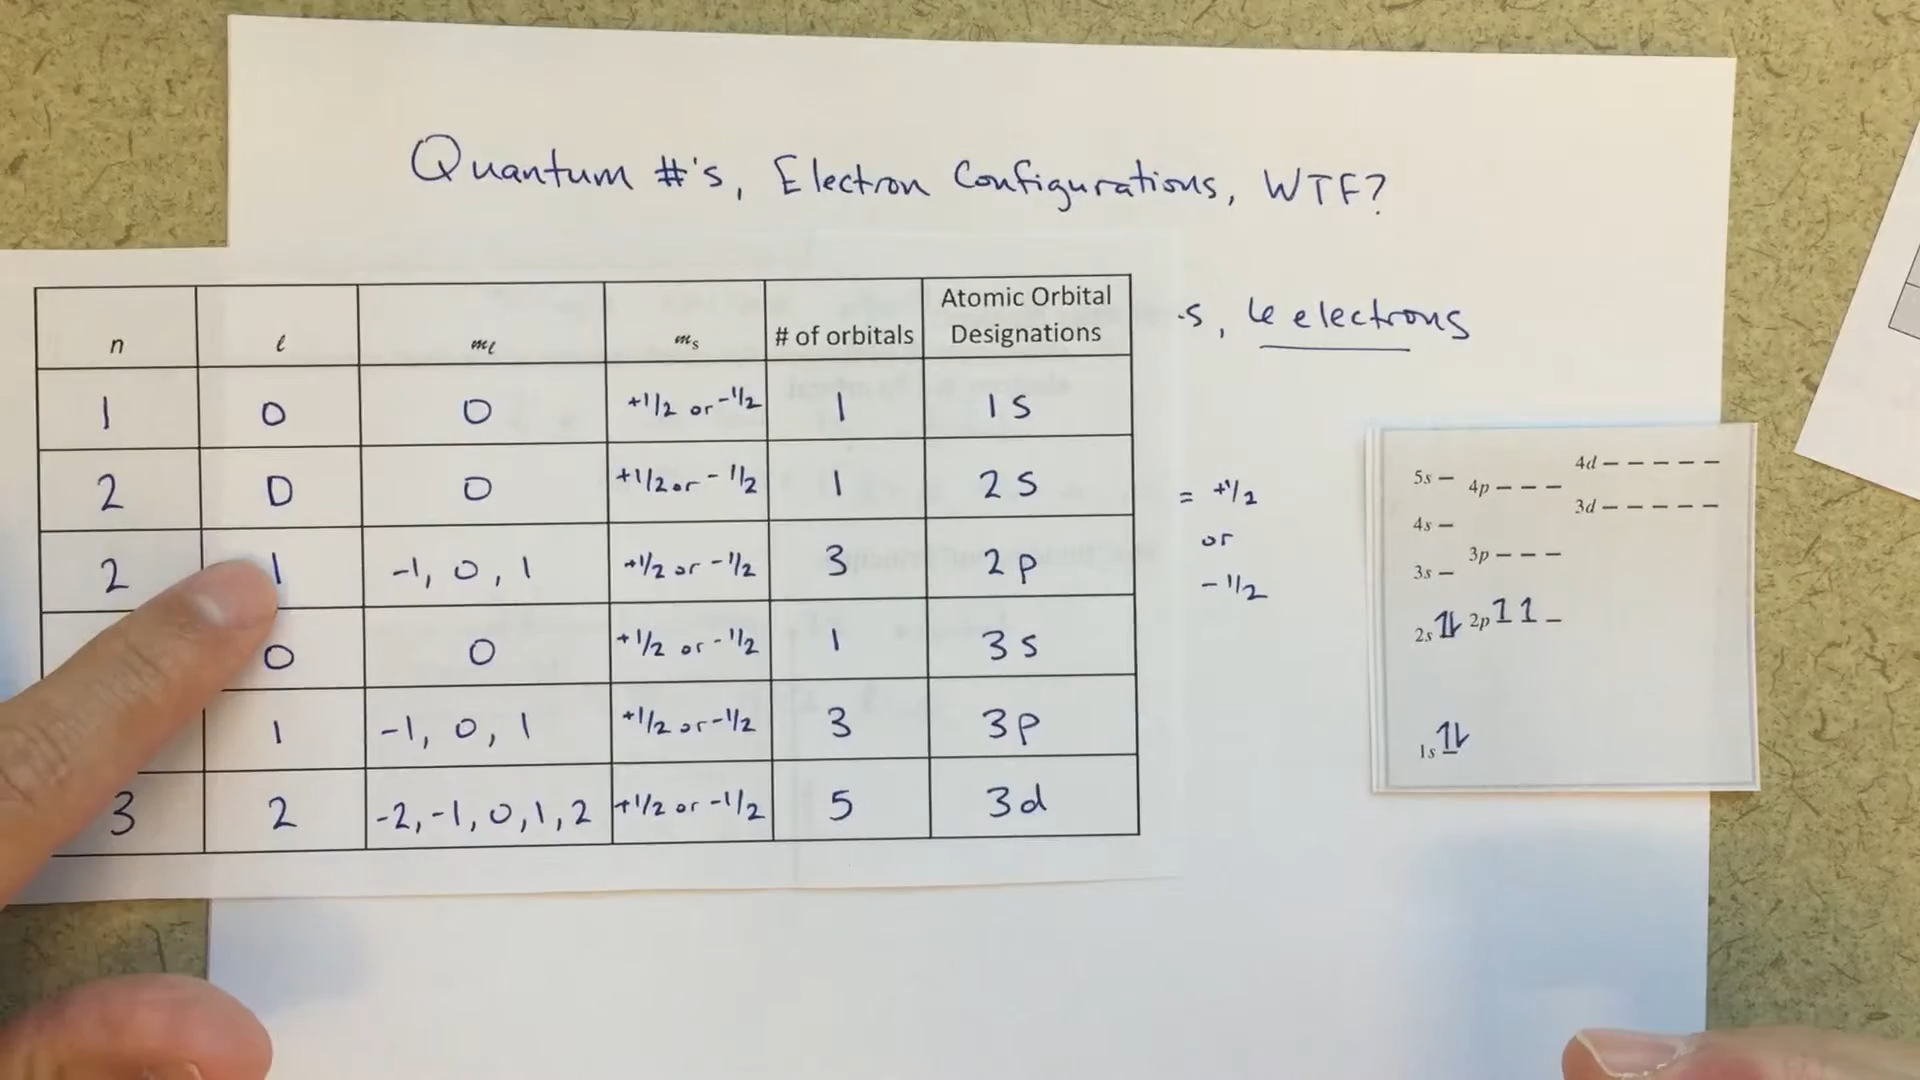 Quantum #'s, Electron Configurations, WTF?
s, 6 electrons
n ℓ mℓ ms # of orbitals Atomic Orbital Designations
1 0 0 +1/2 or -1/2 1 1s
2 0 0 +1/2 or -1/2 1 2s
2 1 -1, 0, 1 +1/2 or -1/2 3 2p
0 0 +1/2 or -1/2 1 3s
1 -1, 0, 1 +1/2 or -1/2 3 3p
3 2 -2, -1, 0, 1, 2 +1/2 or -1/2 5 3d
= +1/2
or
-1/2
4d – – – – –
5s – 4p – – –
3d – – – – –
4s –
3p – – –
3s –
2s ⥮ 2p ↿ ↿ –
1s ⥮